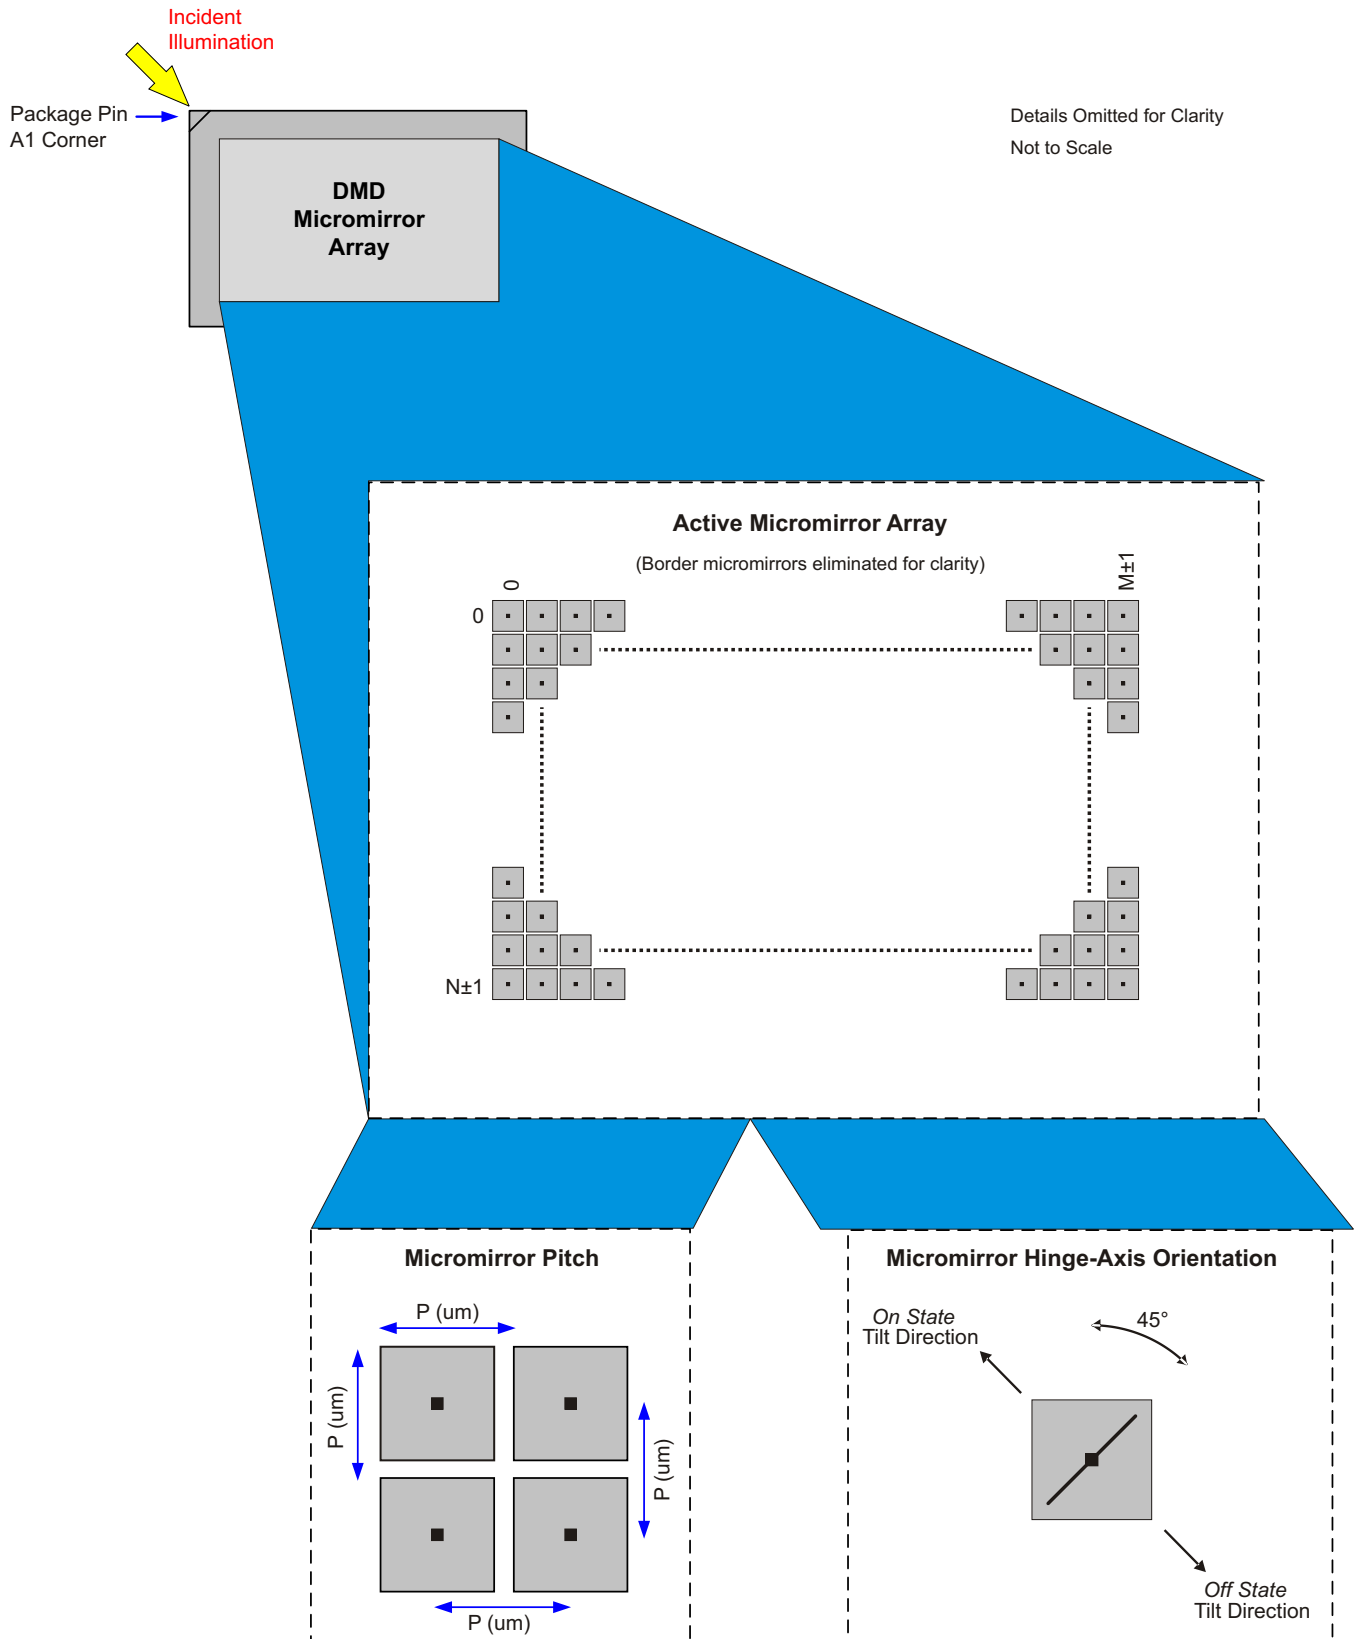 Incident
Illumination
Package Pin
A1 Corner
Details Omitted for Clarity
Not to Scale
DMD
Micromirror
Array
Active Micromirror Array
(Border micromirrors eliminated for clarity)
0
M±1
0
N±1
Micromirror Pitch
P (um)
P (um)
P (um)
P (um)
Micromirror Hinge-Axis Orientation
On State
Tilt Direction
45°
Off State
Tilt Direction